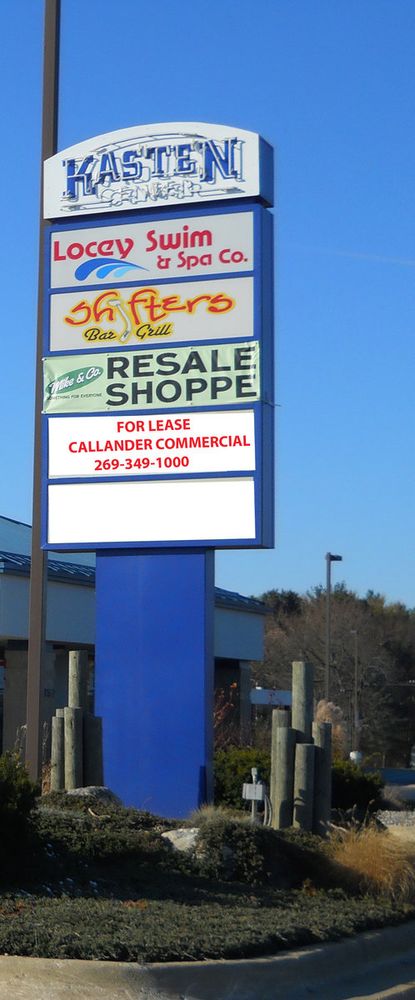 KASTEN
CENTER
Locey Swim
& Spa Co.
Shifters
Bar & Grill
Mike & Co.
SOMETHING FOR EVERYONE
RESALE
SHOPPE
FOR LEASE
CALLANDER COMMERCIAL
269-349-1000